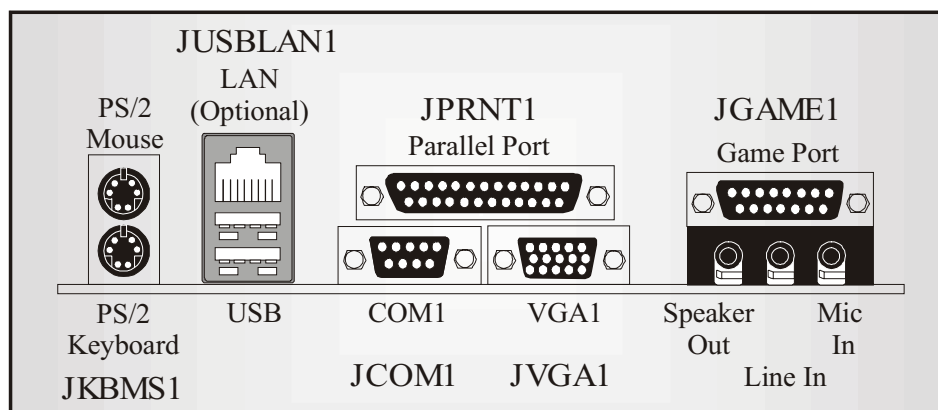 JUSBLAN1
LAN
(Optional)
PS/2
Mouse
JPRNT1
Parallel Port
JGAME1
Game Port
PS/2
Keyboard
JKBMS1
USB
COM1
JCOM1
VGA1
JVGA1
Speaker
Out
Line In
Mic
In